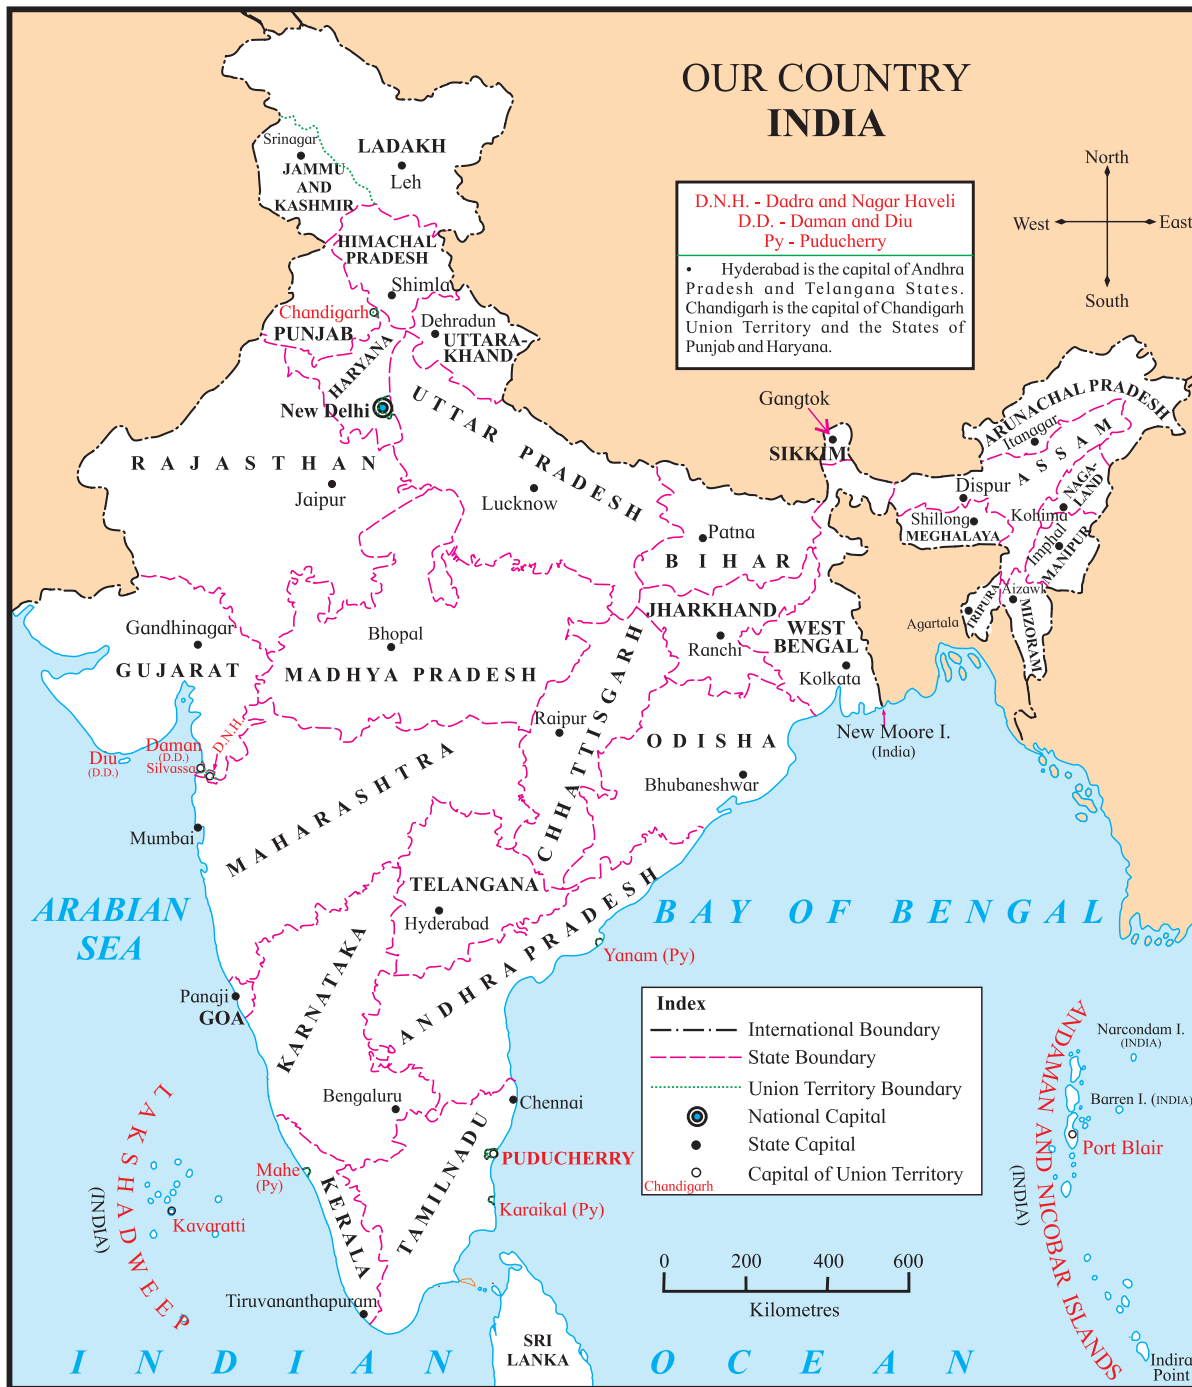 OUR COUNTRY
INDIA
North
West
East
South
D.N.H. - Dadra and Nagar Haveli
D.D. - Daman and Diu
Py - Puducherry
• Hyderabad is the capital of Andhra
Pradesh and Telangana States.
Chandigarh is the capital of Chandigarh
Union Territory and the States of
Punjab and Haryana.
Srinagar
JAMMU
AND
KASHMIR
LADAKH
Leh
HIMACHAL
PRADESH
Shimla
Chandigarh
PUNJAB
Dehradun
UTTARA-
KHAND
HARYANA
New Delhi
UTTAR PRADESH
Lucknow
RAJASTHAN
Jaipur
Gangtok
SIKKIM
ARUNACHAL PRADESH
Itanagar
ASSAM
Dispur
NAGA-
LAND
Kohima
Shillong
MEGHALAYA
Imphal
MANIPUR
Aizawl
MIZORAM
TRIPURA
Agartala
Patna
BIHAR
JHARKHAND
Ranchi
WEST
BENGAL
Kolkata
New Moore I.
(India)
Gandhinagar
GUJARAT
Bhopal
MADHYA PRADESH
Raipur
CHHATTISGARH
ODISHA
Bhubaneshwar
D.N.H.
Daman
(D.D.)
Silvassa
Diu
(D.D.)
Mumbai
MAHARASHTRA
TELANGANA
Hyderabad
ARABIAN
SEA
BAY OF BENGAL
ANDHRA PRADESH
Yanam (Py)
Panaji
GOA
KARNATAKA
Bengaluru
Chennai
TAMILNADU
PUDUCHERRY
Karaikal (Py)
Mahe
(Py)
KERALA
Tiruvananthapuram
LAKSHADWEEP
(INDIA)
Kavaratti
Index
International Boundary
State Boundary
Union Territory Boundary
National Capital
State Capital
Chandigarh
Capital of Union Territory
0 200 400 600
Kilometres
ANDAMAN AND NICOBAR ISLANDS
(INDIA)
Narcondam I.
(INDIA)
Barren I. (INDIA)
Port Blair
Indira
Point
SRI
LANKA
INDIAN OCEAN